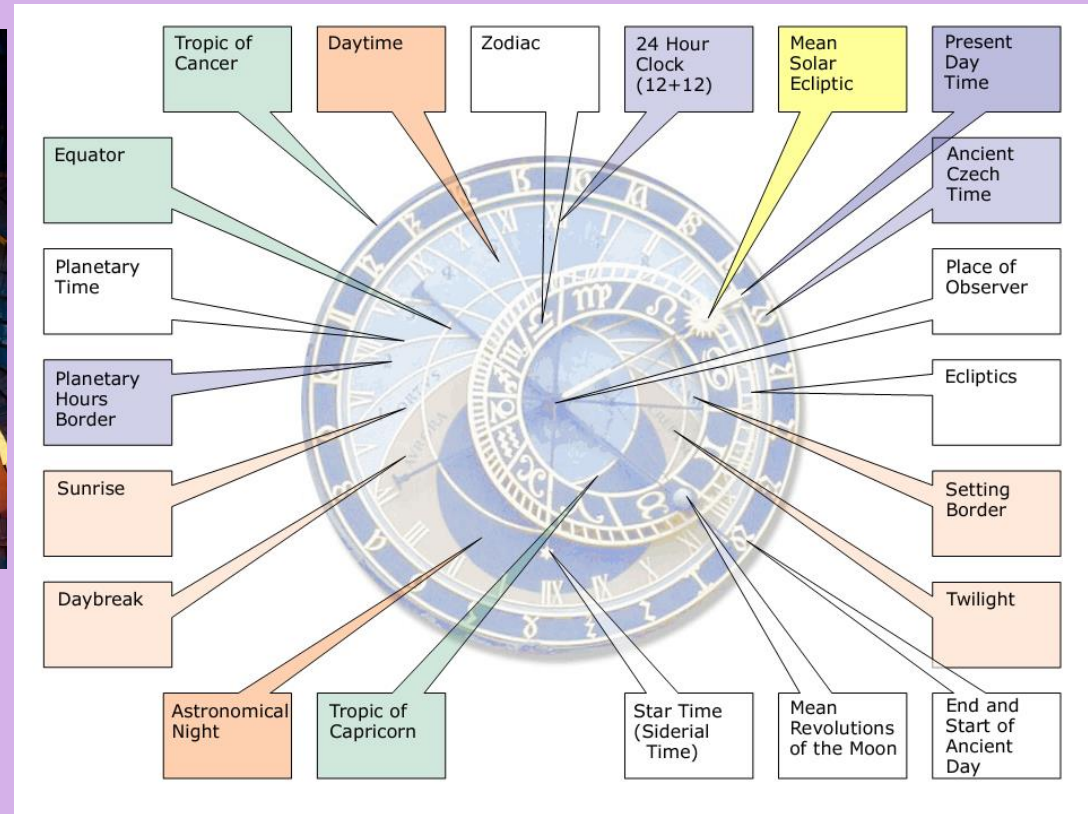 Tropic of
Cancer
Daytime
Zodiac
24 Hour
Clock
(12+12)
Mean
Solar
Ecliptic
Present
Day
Time
Equator
Ancient
Czech
Time
Planetary
Time
Place of
Observer
Planetary
Hours
Border
Ecliptics
Sunrise
Setting
Border
Daybreak
Twilight
Astronomical
Night
Tropic of
Capricorn
Star Time
(Siderial
Time)
Mean
Revolutions
of the Moon
End and
Start of
Ancient
Day